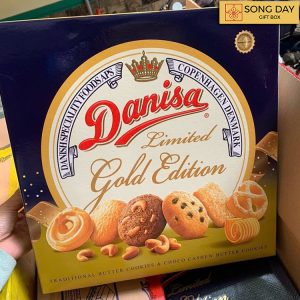 SONG DAY
GIFT BOX
DANISH SPECIALITY FOODS APS
COPENHAGEN, DENMARK
Danisa
Limited
Gold Edition
TRADITIONAL BUTTER COOKIES & CHOCO CASHEW BUTTER COOKIES